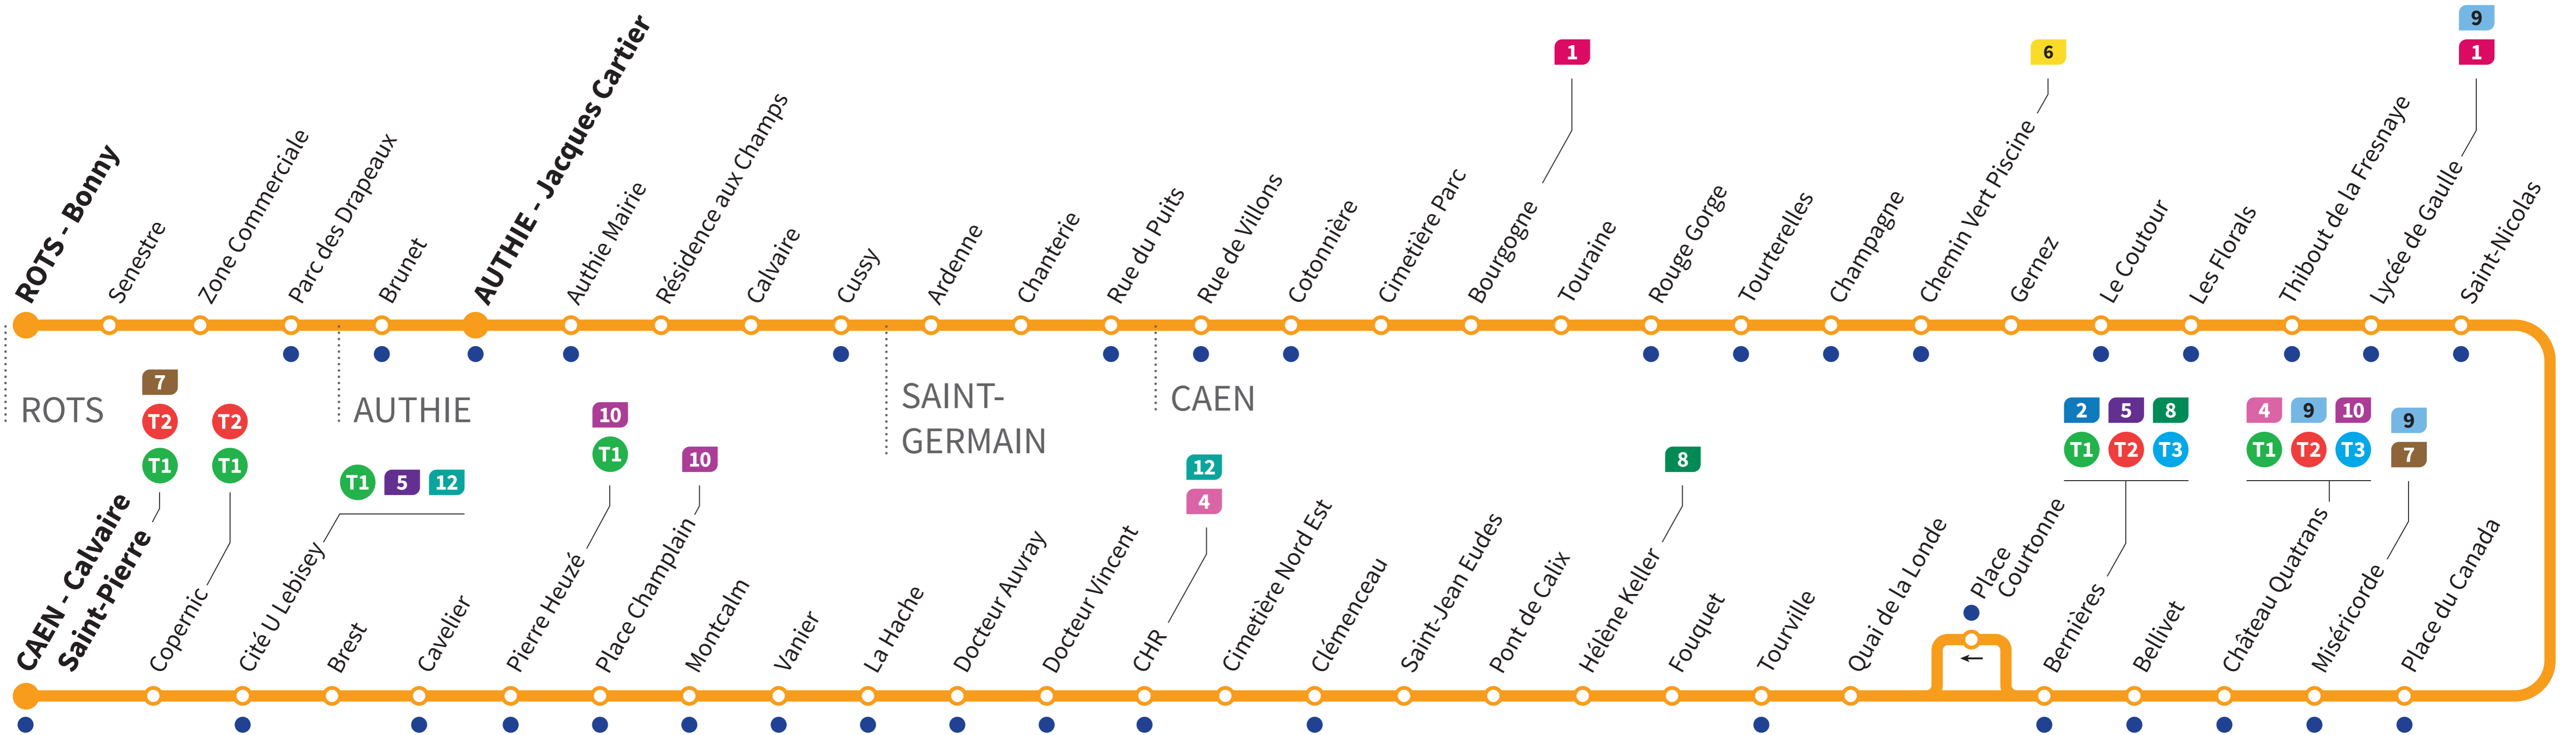 ROTS - Bonny
Senestre
Zone Commerciale
Parc des Drapeaux
Brunet
AUTHIE - Jacques Cartier
Authie Mairie
Résidence aux Champs
Calvaire
Cussy
Ardenne
Chanterie
Rue du Puits
Rue de Villons
Cotonnière
Cimetière Parc
Bourgogne
1
Touraine
Rouge Gorge
Tourterelles
Champagne
Chemin Vert Piscine
6
Gernez
Le Coutour
Les Florals
Thibout de la Fresnaye
Lycée de Gaulle
9
1
Saint-Nicolas
ROTS
AUTHIE
SAINT-
GERMAIN
CAEN
7
T2
T1
CAEN - Calvaire
Saint-Pierre
T2
T1
Copernic
T1 5 12
Cité U Lebisey
Brest
Cavelier
10
T1
Pierre Heuzé
10
Place Champlain
Montcalm
Vanier
La Hache
Docteur Auvray
Docteur Vincent
12
4
CHR
Cimetière Nord Est
Clémenceau
Saint-Jean Eudes
Pont de Calix
8
Hélène Keller
Fouquet
Tourville
Quai de la Londe
Place
Courtonne
2 5 8
T1 T2 T3
Bernières
Bellivet
4 9 10
T1 T2 T3
Château Quatrans
9
7
Miséricorde
Place du Canada